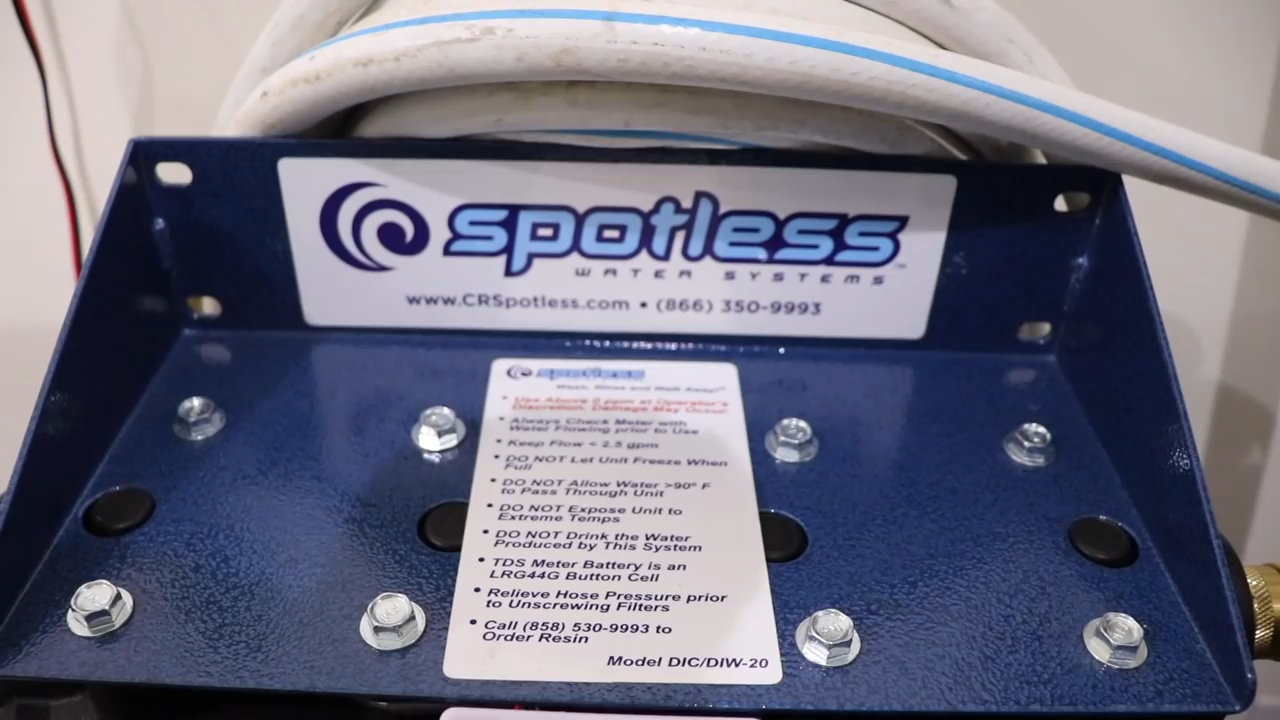 spotless™
WATER SYSTEMS
www.CRSpotless.com • (866) 350-9993
spotless
Wash, Rinse and Walk Away!™
• Use Above 0 ppm at Operator's
Discretion, Damage May Occur.
• Always Check Meter with
Water Flowing prior to Use
• Keep Flow < 2.5 gpm
• DO NOT Let Unit Freeze When
Full
• DO NOT Allow Water >90° F
to Pass Through Unit
• DO NOT Expose Unit to
Extreme Temps
• DO NOT Drink the Water
Produced by This System
• TDS Meter Battery is an
LRG44G Button Cell
• Relieve Hose Pressure prior
to Unscrewing Filters
• Call (858) 530-9993 to
Order Resin
Model DIC/DIW-20